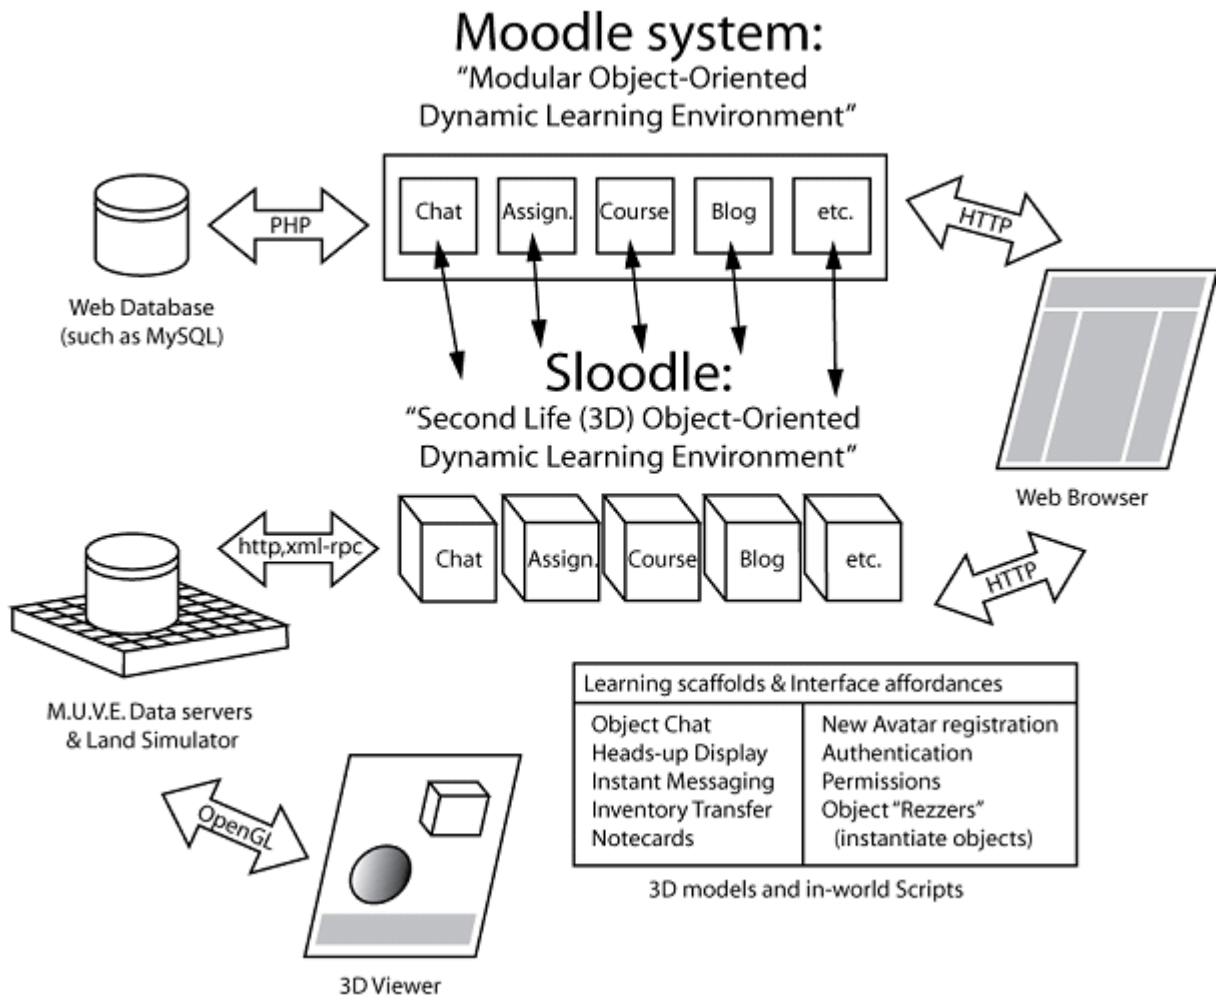 Moodle system:
“Modular Object-Oriented
Dynamic Learning Environment”
Chat
Assign.
Course
Blog
etc.
PHP
HTTP
Web Database
(such as MySQL)
Sloodle:
“Second Life (3D) Object-Oriented
Dynamic Learning Environment”
Web Browser
http,xml-rpc
Chat
Assign.
Course
Blog
etc.
HTTP
M.U.V.E. Data servers
& Land Simulator
OpenGL
Learning scaffolds & Interface affordances
Object Chat
Heads-up Display
Instant Messaging
Inventory Transfer
Notecards
New Avatar registration
Authentication
Permissions
Object “Rezzers”
(instantiate objects)
3D models and in-world Scripts
3D Viewer